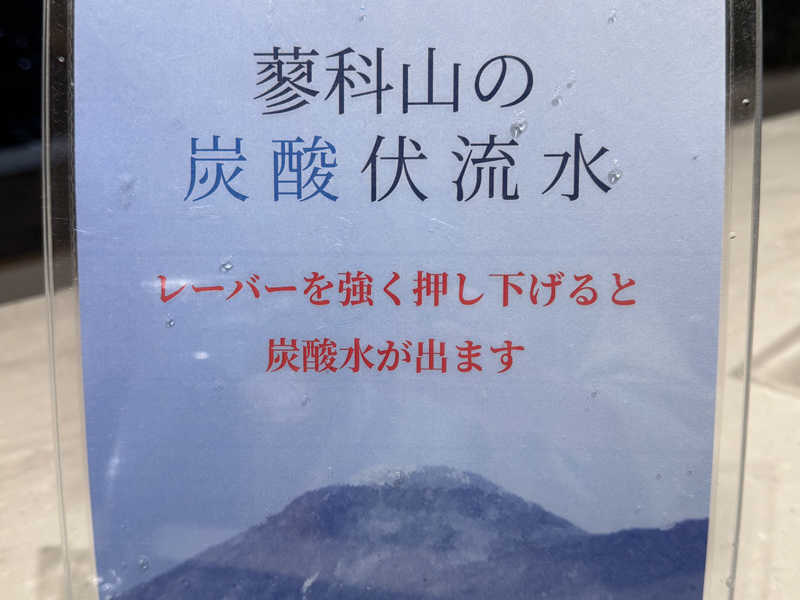 蓼科山の
炭酸伏流水
レーバーを強く押し下げると
炭酸水が出ます